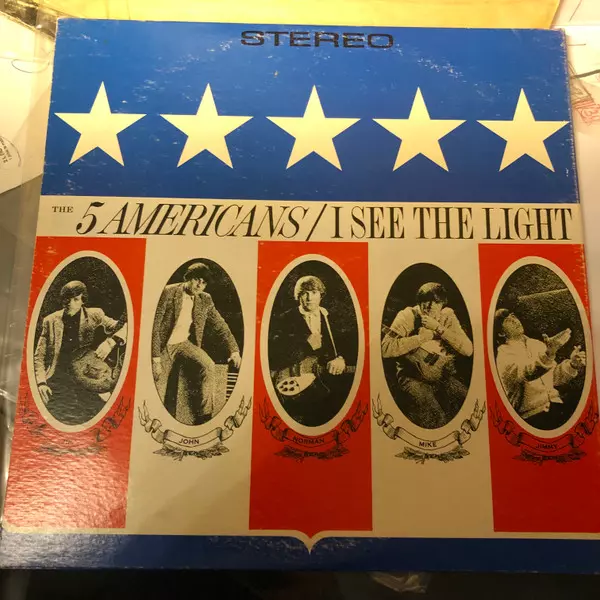 STEREO
THE 5 AMERICANS / I SEE THE LIGHT
JOHN
NORMAN
MIKE
JIMMY